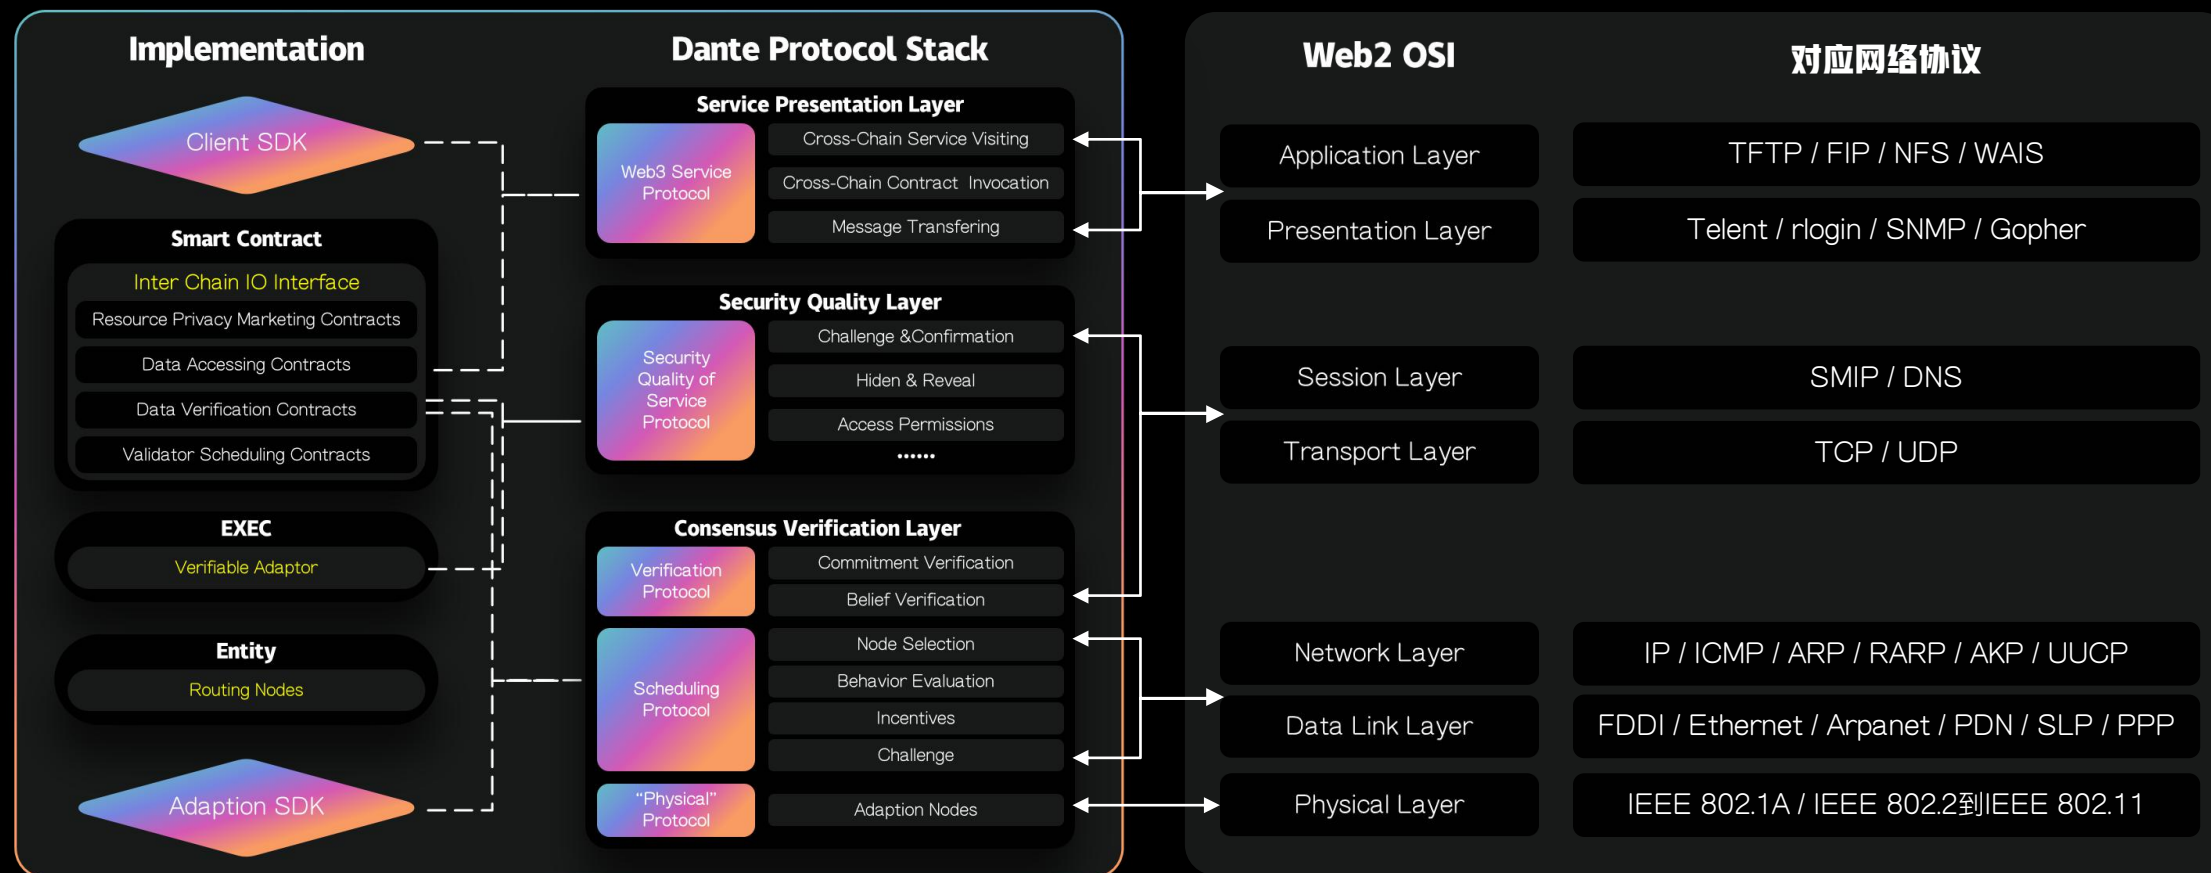 Implementation
Client SDK
Smart Contract
Inter Chain IO Interface
Resource Privacy Marketing Contracts
Data Accessing Contracts
Data Verification Contracts
Validator Scheduling Contracts
EXEC
Verifiable Adaptor
Entity
Routing Nodes
Adaption SDK
Dante Protocol Stack
Service Presentation Layer
Web3 Service
Protocol
Cross-Chain Service Visiting
Cross-Chain Contract Invocation
Message Transfering
Security Quality Layer
Security
Quality of
Service
Protocol
Challenge &Confirmation
Hiden & Reveal
Access Permissions
......
Consensus Verification Layer
Verification
Protocol
Commitment Verification
Belief Verification
Scheduling
Protocol
Node Selection
Behavior Evaluation
Incentives
Challenge
“Physical”
Protocol
Adaption Nodes
Web2 OSI
Application Layer
Presentation Layer
Session Layer
Transport Layer
Network Layer
Data Link Layer
Physical Layer
对应网络协议
TFTP / FIP / NFS / WAIS
Telent / rlogin / SNMP / Gopher
SMIP / DNS
TCP / UDP
IP / ICMP / ARP / RARP / AKP / UUCP
FDDI / Ethernet / Arpanet / PDN / SLP / PPP
IEEE 802.1A / IEEE 802.2到IEEE 802.11